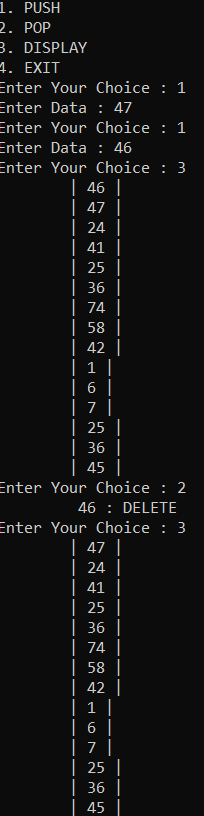 1. PUSH
2. POP
3. DISPLAY
4. EXIT
Enter Your Choice : 1
Enter Data : 47
Enter Your Choice : 1
Enter Data : 46
Enter Your Choice : 3
| 46 |
| 47 |
| 24 |
| 41 |
| 25 |
| 36 |
| 74 |
| 58 |
| 42 |
| 1 |
| 6 |
| 7 |
| 25 |
| 36 |
| 45 |
Enter Your Choice : 2
46 : DELETE
Enter Your Choice : 3
| 47 |
| 24 |
| 41 |
| 25 |
| 36 |
| 74 |
| 58 |
| 42 |
| 1 |
| 6 |
| 7 |
| 25 |
| 36 |
| 45 |